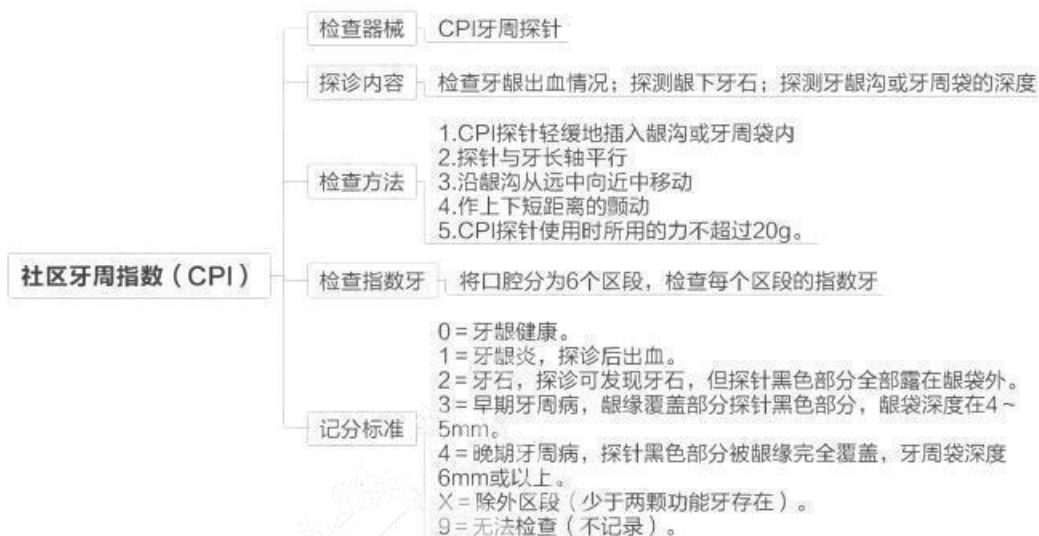 检查器械
CPI牙周探针
探诊内容
检查牙龈出血情况；探测龈下牙石；探测牙龈沟或牙周袋的深度
检查方法
1.CPI探针轻缓地插入龈沟或牙周袋内
2.探针与牙长轴平行
3.沿龈沟从远中向近中移动
4.作上下短距离的颤动
5.CPI探针使用时所用的力不超过20g。
社区牙周指数（CPI）
检查指数牙
将口腔分为6个区段，检查每个区段的指数牙
记分标准
0=牙龈健康。
1=牙龈炎，探诊后出血。
2=牙石，探诊可发现牙石，但探针黑色部分全部露在龈袋外。
3=早期牙周病，龈缘覆盖部分探针黑色部分，龈袋深度在4~
5mm。
4=晚期牙周病，探针黑色部分被龈缘完全覆盖，牙周袋深度
6mm或以上。
X=除外区段（少于两颗功能牙存在）。
9=无法检查（不记录）。